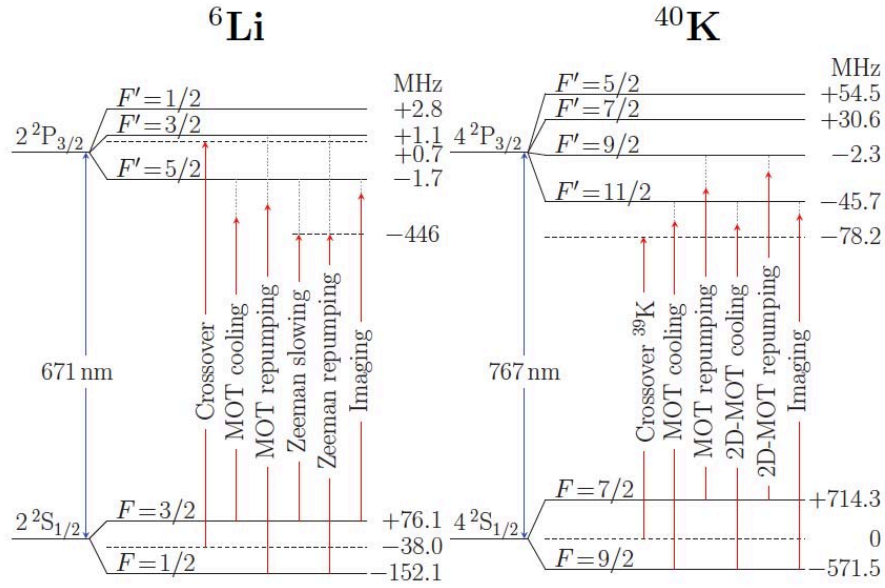 ⁶Li
MHz
F′ = 1/2
+2.8
F′ = 3/2
+1.1
2 ²P₃/₂
+0.7
F′ = 5/2
−1.7
−446
671 nm
Crossover
MOT cooling
MOT repumping
Zeeman slowing
Zeeman repumping
Imaging
F = 3/2
+76.1
2 ²S₁/₂
−38.0
F = 1/2
−152.1
⁴⁰K
MHz
F′ = 5/2
+54.5
F′ = 7/2
+30.6
4 ²P₃/₂
F′ = 9/2
−2.3
F′ = 11/2
−45.7
−78.2
767 nm
Crossover ³⁹K
MOT cooling
MOT repumping
2D-MOT cooling
2D-MOT repumping
Imaging
F = 7/2
+714.3
4 ²S₁/₂
0
F = 9/2
−571.5